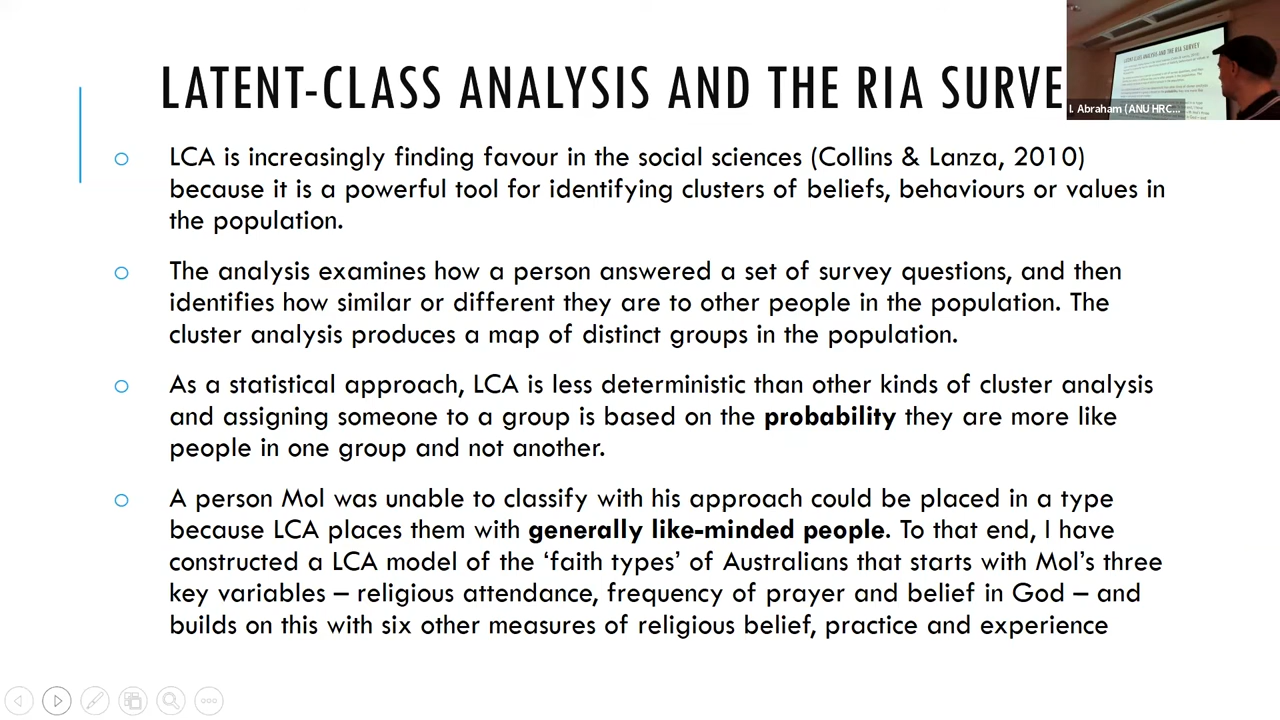 LATENT-CLASS ANALYSIS AND THE RIA SURVE
I. Abraham (ANU HRC...
LCA is increasingly finding favour in the social sciences (Collins & Lanza, 2010)
because it is a powerful tool for identifying clusters of beliefs, behaviours or values in
the population.
The analysis examines how a person answered a set of survey questions, and then
identifies how similar or different they are to other people in the population. The
cluster analysis produces a map of distinct groups in the population.
As a statistical approach, LCA is less deterministic than other kinds of cluster analysis
and assigning someone to a group is based on the probability they are more like
people in one group and not another.
A person Mol was unable to classify with his approach could be placed in a type
because LCA places them with generally like-minded people. To that end, I have
constructed a LCA model of the ‘faith types’ of Australians that starts with Mol’s three
key variables – religious attendance, frequency of prayer and belief in God – and
builds on this with six other measures of religious belief, practice and experience